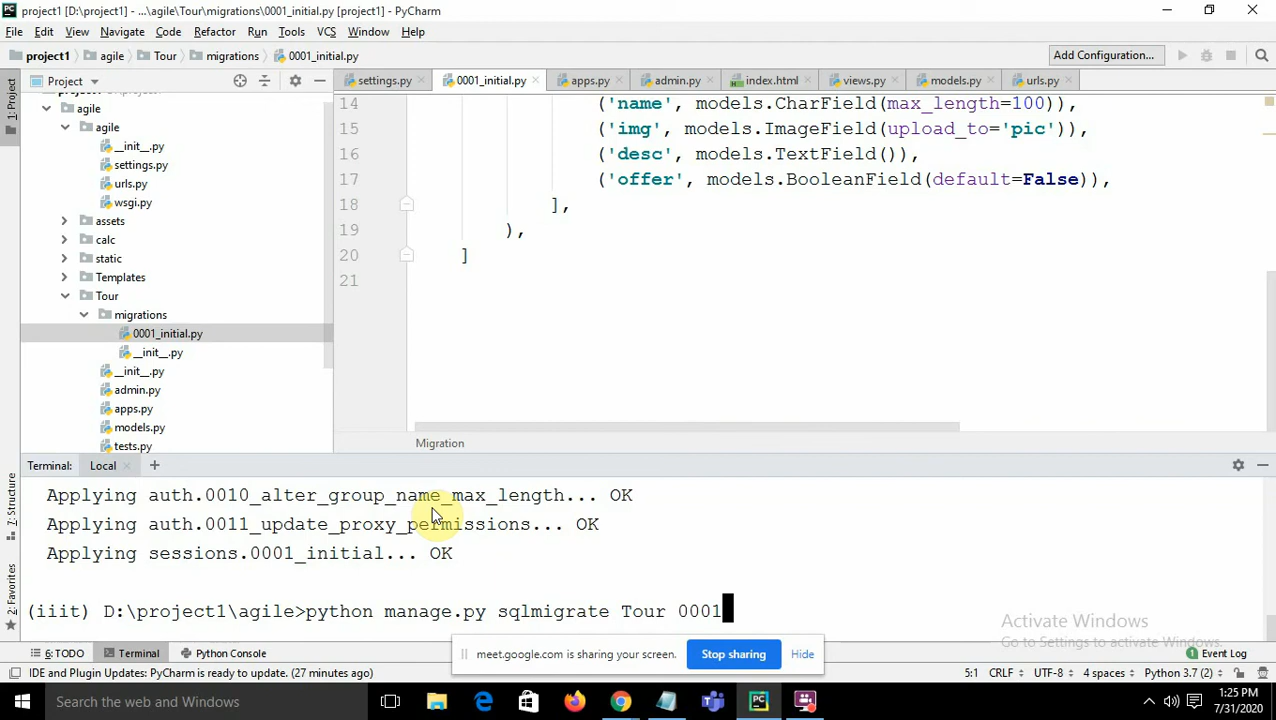 project1 [D:\project1] - ...\agile\Tour\migrations\0001_initial.py [project1] - PyCharm
File Edit View Navigate Code Refactor Run Tools VCS Window Help
project1 agile Tour migrations 0001_initial.py Add Configuration...
1: Project
Project
settings.py 0001_initial.py apps.py admin.py index.html views.py models.py urls.py
agile
agile
__init__.py
settings.py
urls.py
wsgi.py
assets
calc
static
Templates
Tour
migrations
0001_initial.py
__init__.py
__init__.py
admin.py
apps.py
models.py
tests.py
14 ('name', models.CharField(max_length=100)),
15 ('img', models.ImageField(upload_to='pic')),
16 ('desc', models.TextField()),
17 ('offer', models.BooleanField(default=False)),
18 ],
19 ),
20 ]
21
Migration
Terminal: Local
Applying auth.0010_alter_group_name_max_length... OK
Applying auth.0011_update_proxy_permissions... OK
Applying sessions.0001_initial... OK
(iiit) D:\project1\agile>python manage.py sqlmigrate Tour 0001
7: Structure
2: Favorites
Activate Windows
Go to Settings to activate Windows.
meet.google.com is sharing your screen. Stop sharing Hide
6: TODO Terminal Python Console 1 Event Log
IDE and Plugin Updates: PyCharm is ready to update. (27 minutes ago) 5:1 CRLF UTF-8 4 spaces Python 3.7 (2)
Search the web and Windows
1:25 PM
7/31/2020